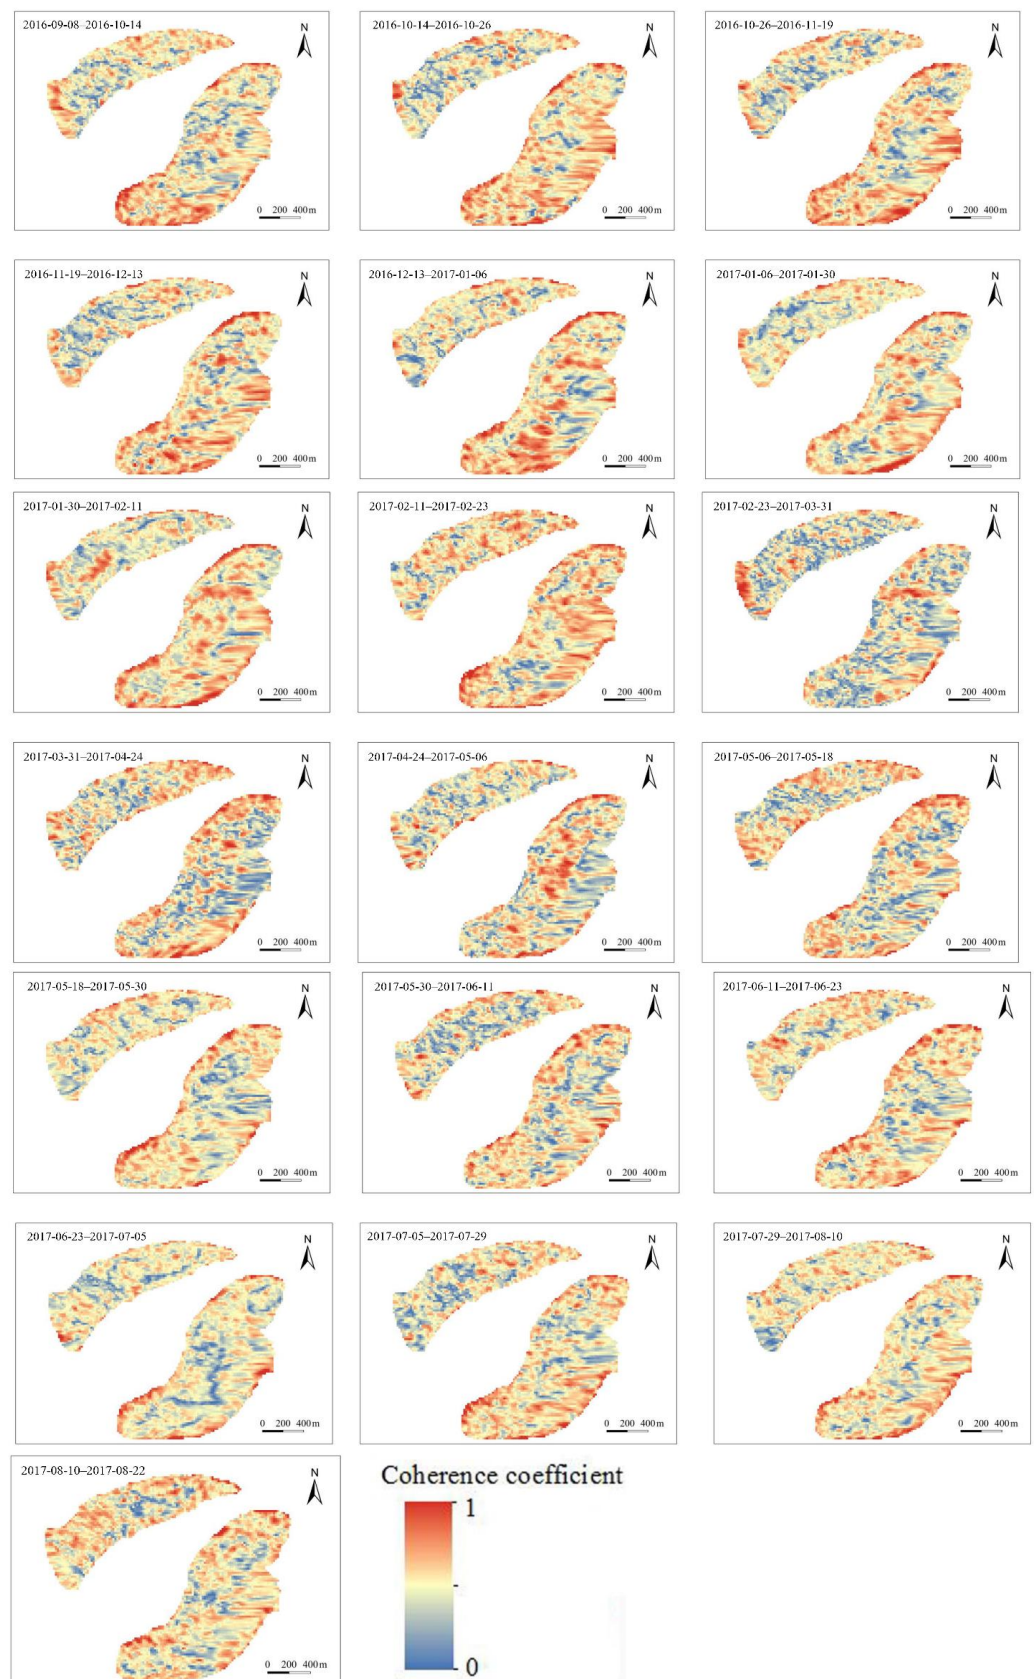 2016-09-08–2016-10-14
N
0 200 400m
2016-10-14–2016-10-26
N
0 200 400m
2016-10-26–2016-11-19
N
0 200 400m
2016-11-19–2016-12-13
N
0 200 400m
2016-12-13–2017-01-06
N
0 200 400m
2017-01-06–2017-01-30
N
0 200 400m
2017-01-30–2017-02-11
N
0 200 400m
2017-02-11–2017-02-23
N
0 200 400m
2017-02-23–2017-03-31
N
0 200 400m
2017-03-31–2017-04-24
N
0 200 400m
2017-04-24–2017-05-06
N
0 200 400m
2017-05-06–2017-05-18
N
0 200 400m
2017-05-18–2017-05-30
N
0 200 400m
2017-05-30–2017-06-11
N
0 200 400m
2017-06-11–2017-06-23
N
0 200 400m
2017-06-23–2017-07-05
N
0 200 400m
2017-07-05–2017-07-29
N
0 200 400m
2017-07-29–2017-08-10
N
0 200 400m
2017-08-10–2017-08-22
N
0 200 400m
Coherence coefficient
1
0